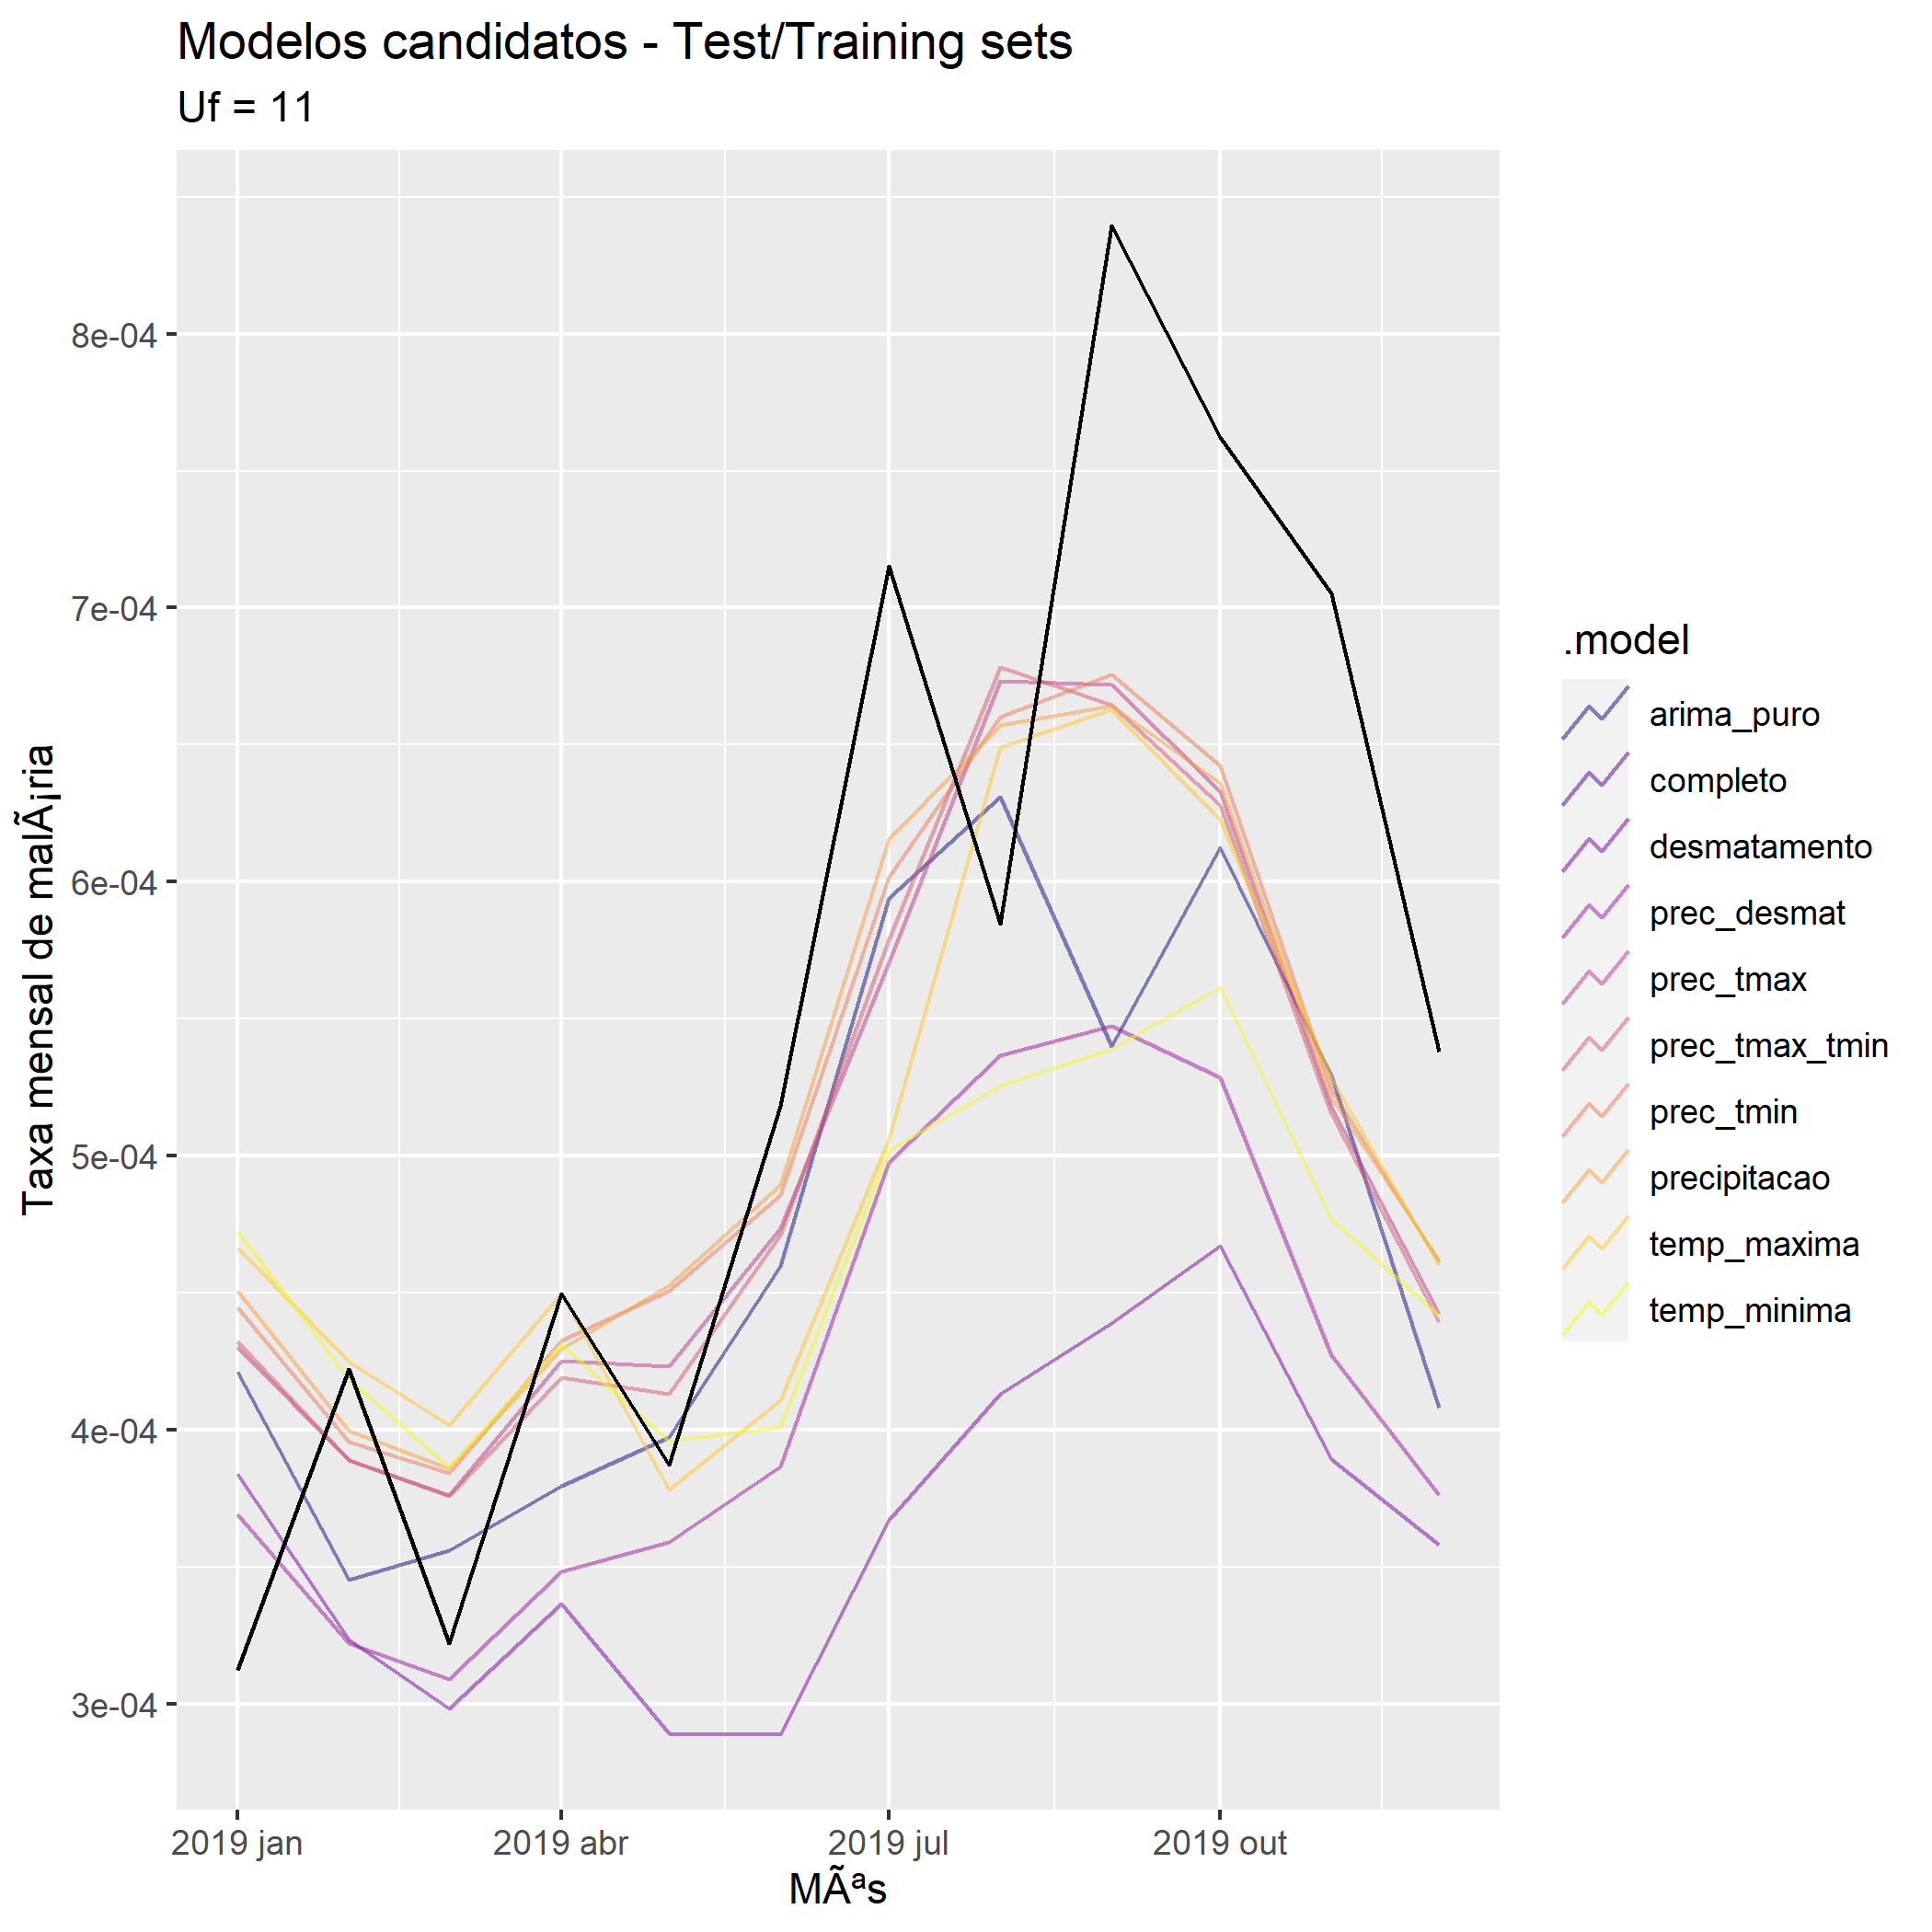 Modelos candidatos - Test/Training sets
Uf = 11
Taxa mensal de malÃ¡ria
8e-04
7e-04
6e-04
5e-04
4e-04
3e-04
2019 jan
2019 abr
2019 jul
2019 out
MÃªs
.model
arima_puro
completo
desmatamento
prec_desmat
prec_tmax
prec_tmax_tmin
prec_tmin
precipitacao
temp_maxima
temp_minima